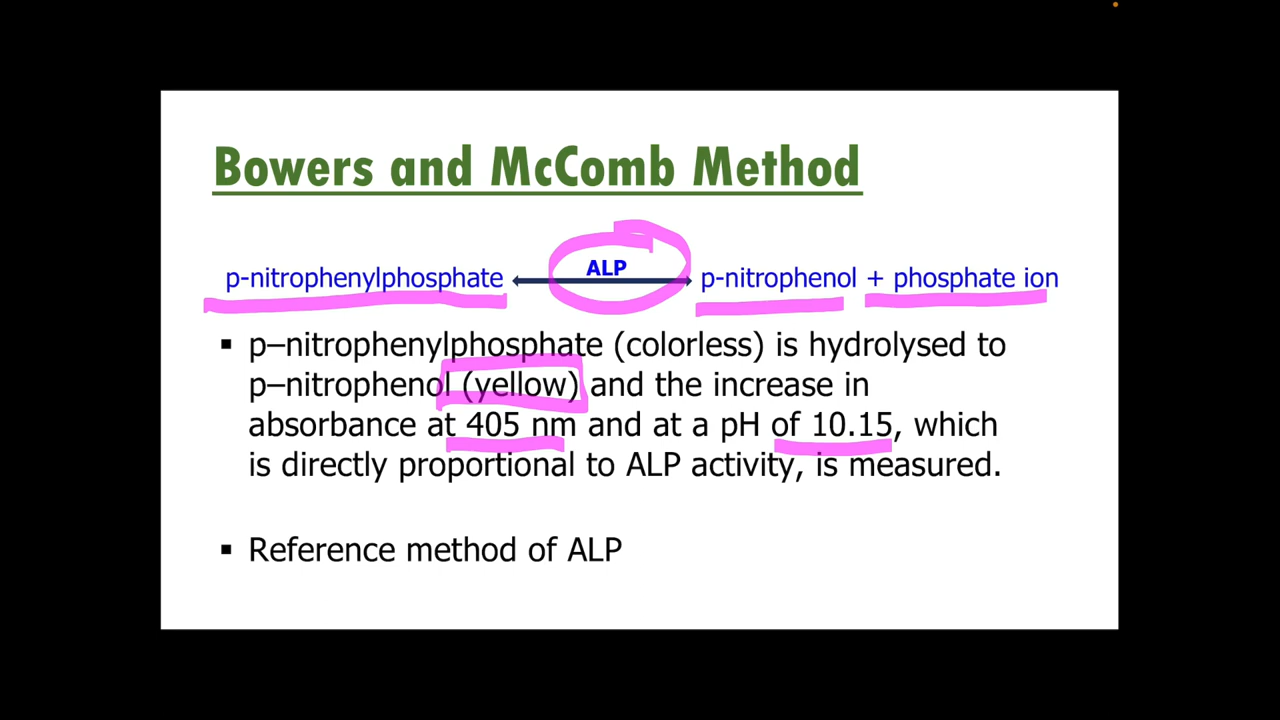 Bowers and McComb Method
p-nitrophenylphosphate ALP p-nitrophenol + phosphate ion
▪ p–nitrophenylphosphate (colorless) is hydrolysed to
p–nitrophenol (yellow) and the increase in
absorbance at 405 nm and at a pH of 10.15, which
is directly proportional to ALP activity, is measured.
▪ Reference method of ALP